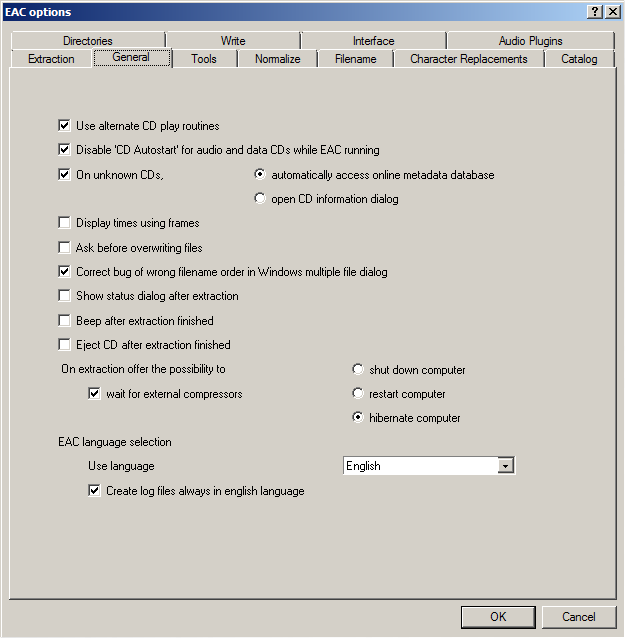 EAC options
Directories Write Interface Audio Plugins
Extraction General Tools Normalize Filename Character Replacements Catalog
Use alternate CD play routines
Disable 'CD Autostart' for audio and data CDs while EAC running
On unknown CDs, automatically access online metadata database
open CD information dialog
Display times using frames
Ask before overwriting files
Correct bug of wrong filename order in Windows multiple file dialog
Show status dialog after extraction
Beep after extraction finished
Eject CD after extraction finished
On extraction offer the possibility to shut down computer
wait for external compressors restart computer
hibernate computer
EAC language selection
Use language English
Create log files always in english language
OK Cancel